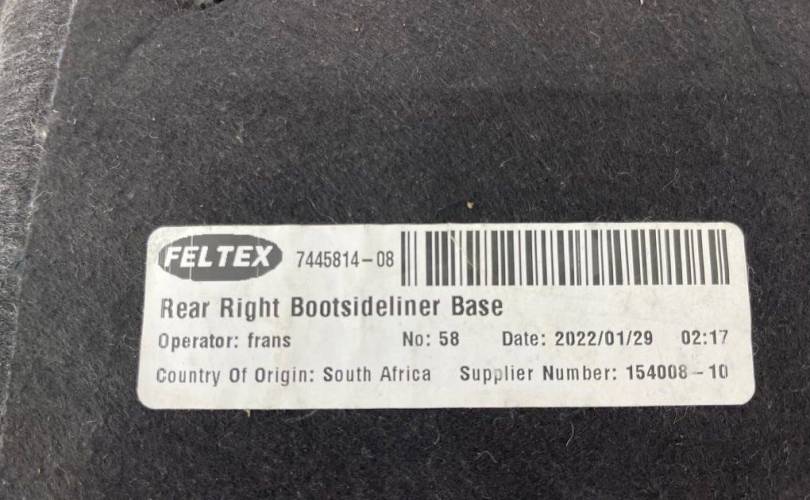 FELTEX 7445814-08
Rear Right Bootsideliner Base
Operator: frans No: 58 Date: 2022/01/29 02:17
Country Of Origin: South Africa Supplier Number: 154008-10